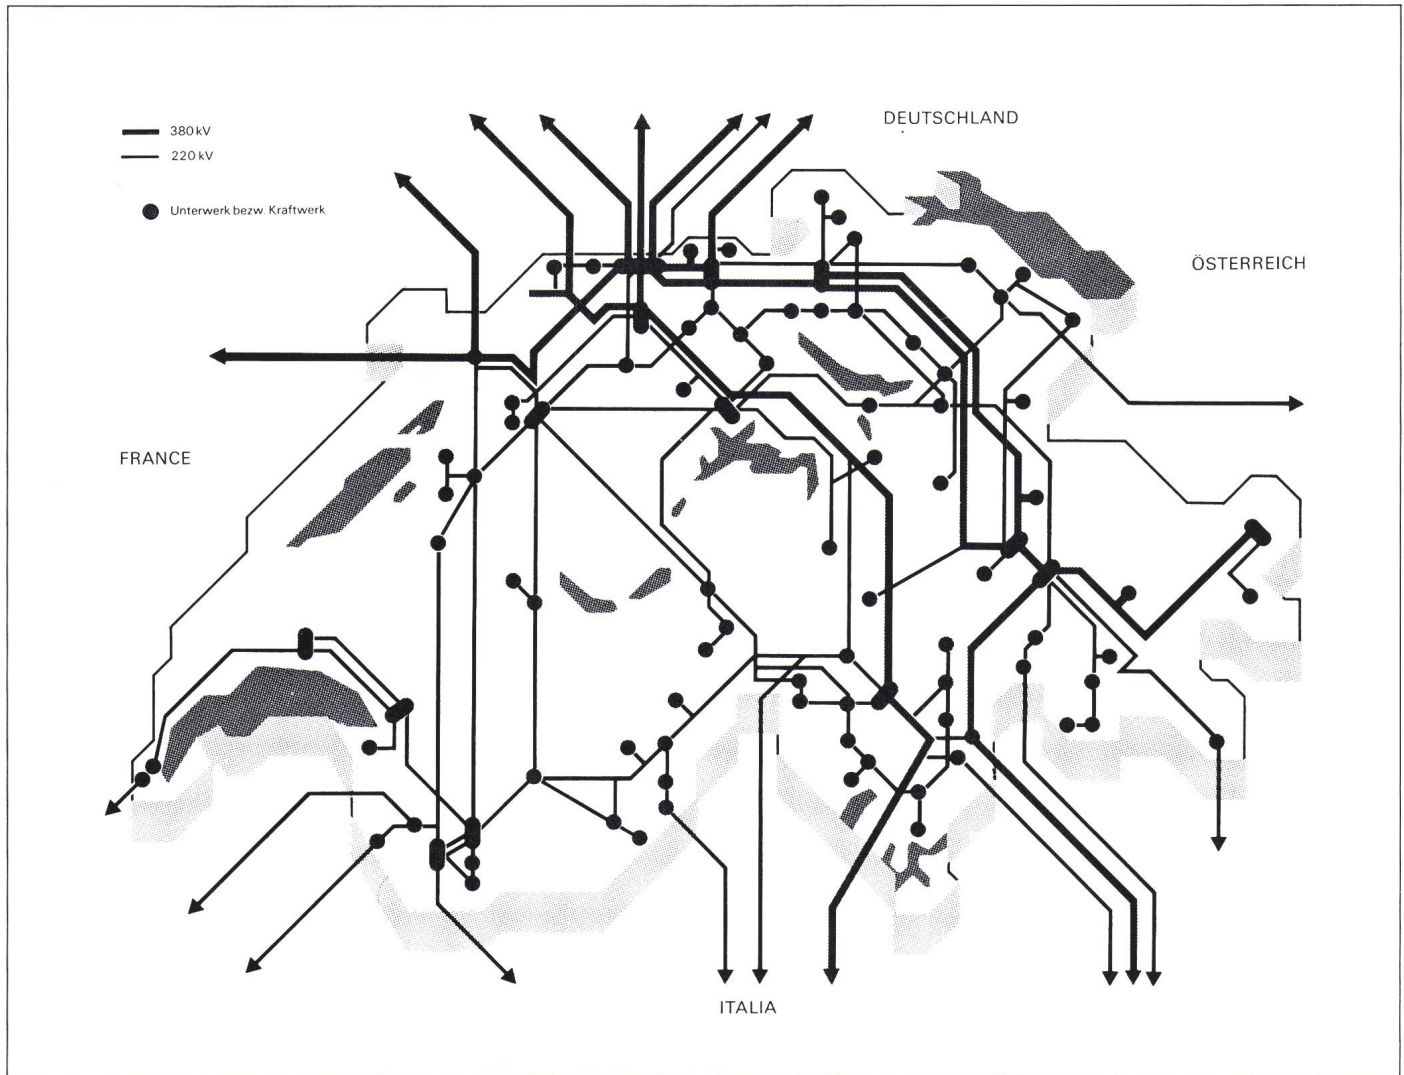 DEUTSCHLAND
380 kV
220 kV
Unterwerk bezw. Kraftwerk
ÖSTERREICH
FRANCE
ITALIA